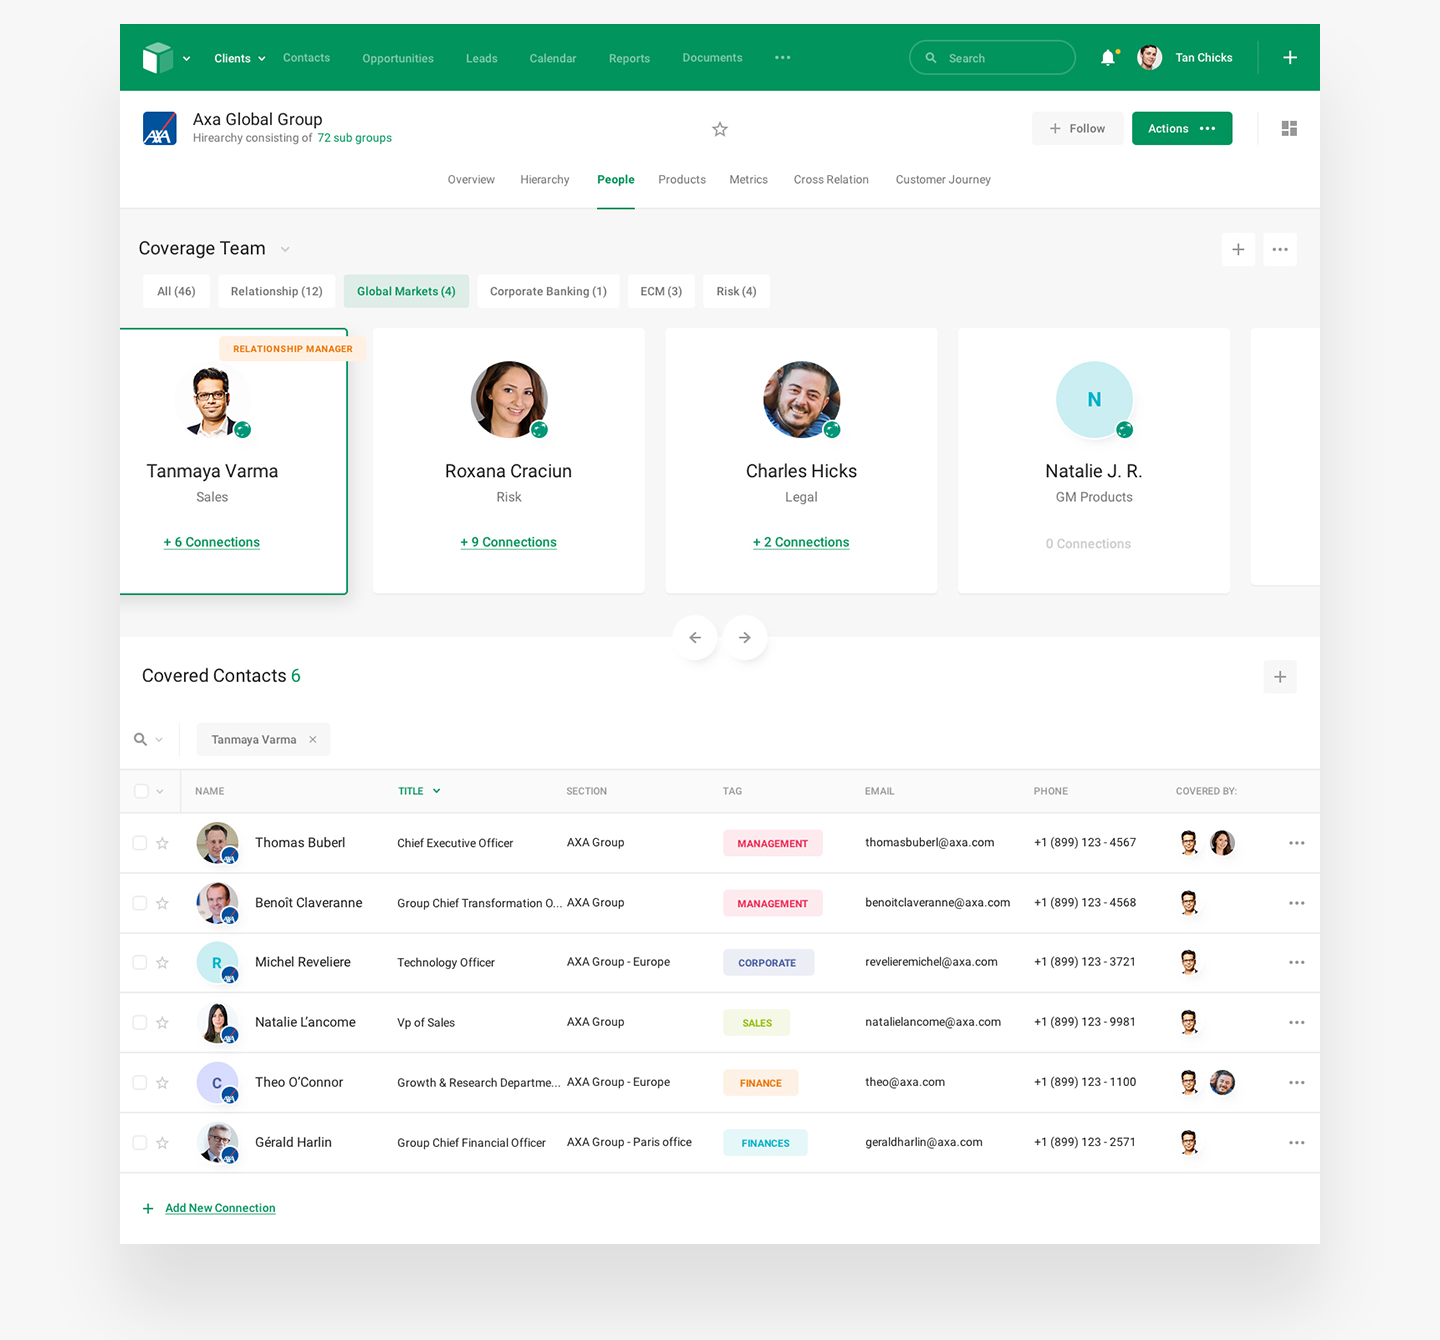 Clients Contacts Opportunities Leads Calendar Reports Documents Search Tan Chicks
AXA Axa Global Group
Hirearchy consisting of 72 sub groups
Follow Actions
Overview Hierarchy People Products Metrics Cross Relation Customer Journey
Coverage Team
All (46) Relationship (12) Global Markets (4) Corporate Banking (1) ECM (3) Risk (4)
RELATIONSHIP MANAGER
N
Tanmaya Varma Roxana Craciun Charles Hicks Natalie J. R.
Sales Risk Legal GM Products
+ 6 Connections + 9 Connections + 2 Connections 0 Connections
Covered Contacts 6
Tanmaya Varma
NAME TITLE SECTION TAG EMAIL PHONE COVERED BY:
AXA Thomas Buberl Chief Executive Officer AXA Group MANAGEMENT thomasbuberl@axa.com +1 (899) 123 - 4567
AXA Benoît Claveranne Group Chief Transformation O... AXA Group MANAGEMENT benoitclaveranne@axa.com +1 (899) 123 - 4568
R AXA Michel Reveliere Technology Officer AXA Group - Europe CORPORATE revelieremichel@axa.com +1 (899) 123 - 3721
AXA Natalie L’ancome Vp of Sales AXA Group SALES natalielancome@axa.com +1 (899) 123 - 9981
C AXA Theo O’Connor Growth & Research Departme... AXA Group - Europe FINANCE theo@axa.com +1 (899) 123 - 1100
AXA Gérald Harlin Group Chief Financial Officer AXA Group - Paris office FINANCES geraldharlin@axa.com +1 (899) 123 - 2571
+ Add New Connection